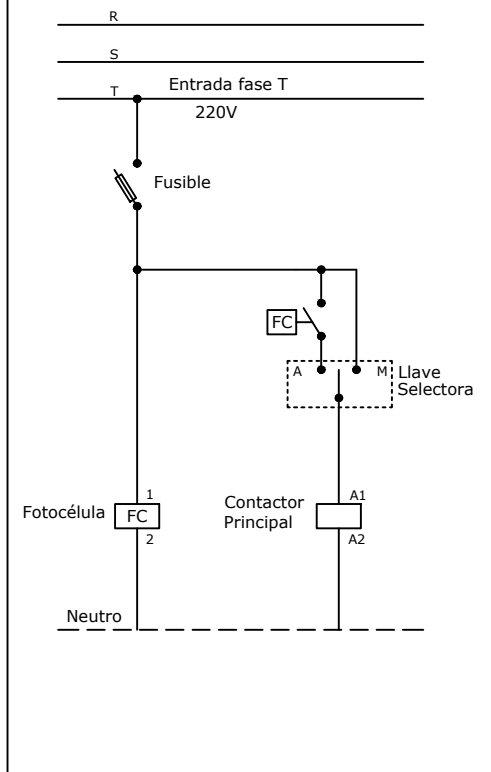 R
S
T
Entrada fase T
220V
Fusible
FC
A
M
Llave
Selectora
Fotocélula
1
FC
2
Contactor
Principal
A1
A2
Neutro